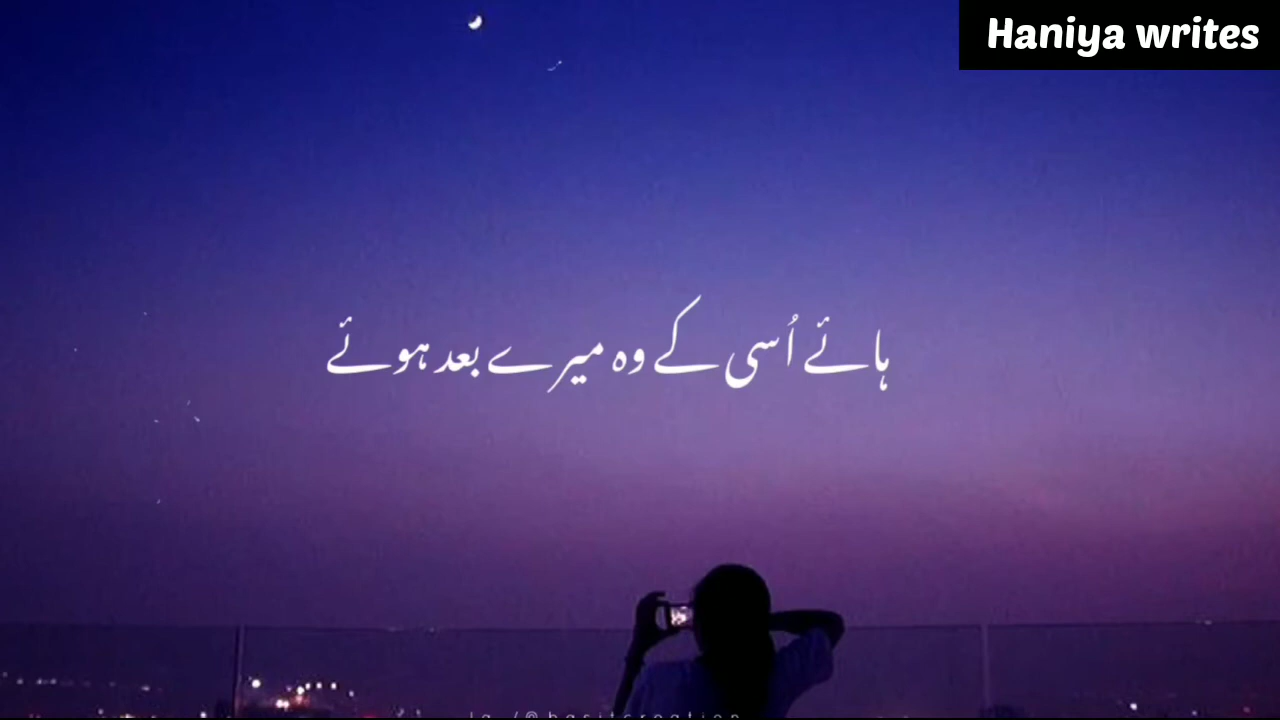 Haniya writes
ہائے اُسی کے وہ میرے بعد ہوئے